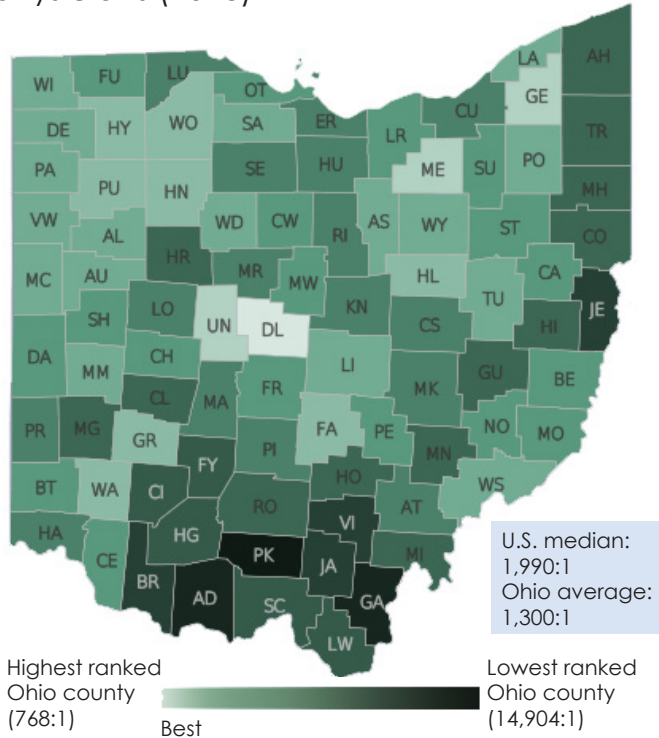 LA
AH
WI
FU
LU
OT
GE
DE
HY
WO
SA
ER
LR
CU
TR
PA
SE
HU
ME
SU
PO
PU
HN
MH
VW
AL
WD
CW
RI
AS
WY
ST
CO
MC
AU
HR
MR
MW
HL
CA
TU
SH
LO
UN
DL
KN
CS
HI
JE
DA
MM
CH
FR
LI
MK
GU
BE
PR
MG
CL
MA
GR
PI
FA
PE
MN
NO
MO
BT
WA
CI
FY
RO
HO
AT
WS
HA
CE
HG
PK
VI
MI
BR
AD
SC
JA
GA
LW
U.S. median:
1,990:1
Ohio average:
1,300:1
Highest ranked
Ohio county
(768:1)
Best
Lowest ranked
Ohio county
(14,904:1)